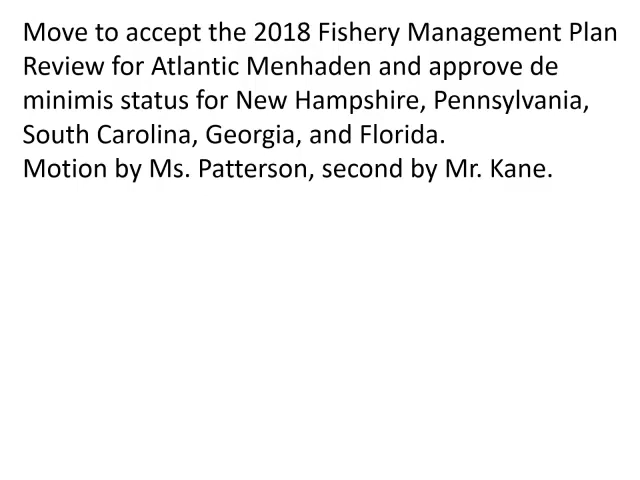 Move to accept the 2018 Fishery Management Plan
Review for Atlantic Menhaden and approve de
minimis status for New Hampshire, Pennsylvania,
South Carolina, Georgia, and Florida.
Motion by Ms. Patterson, second by Mr. Kane.